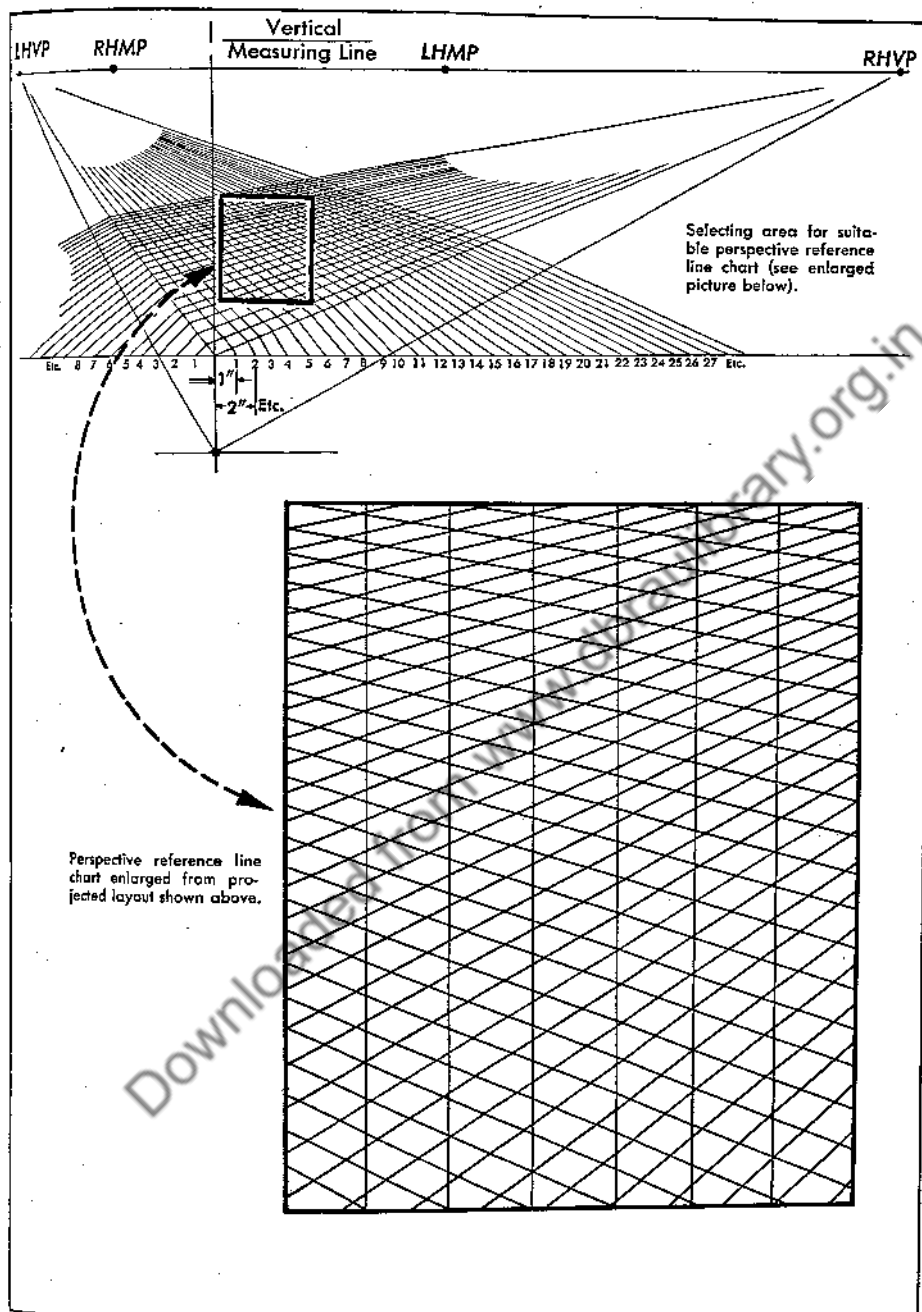 Vertical
Measuring Line
LHVP
RHMP
LHMP
RHVP
Selecting area for suita-
ble perspective reference
line chart (see enlarged
picture below).
Etc. 8 7 6 5 4 3 2 1 1 2 3 4 5 6 7 8 9 10 11 12 13 14 15 16 17 18 19 20 21 22 23 24 25 26 27 Etc.
1"
2" Etc.
Perspective reference line
chart enlarged from pro-
jected layout shown above.
Downloaded from www.dbraulibrary.org.in